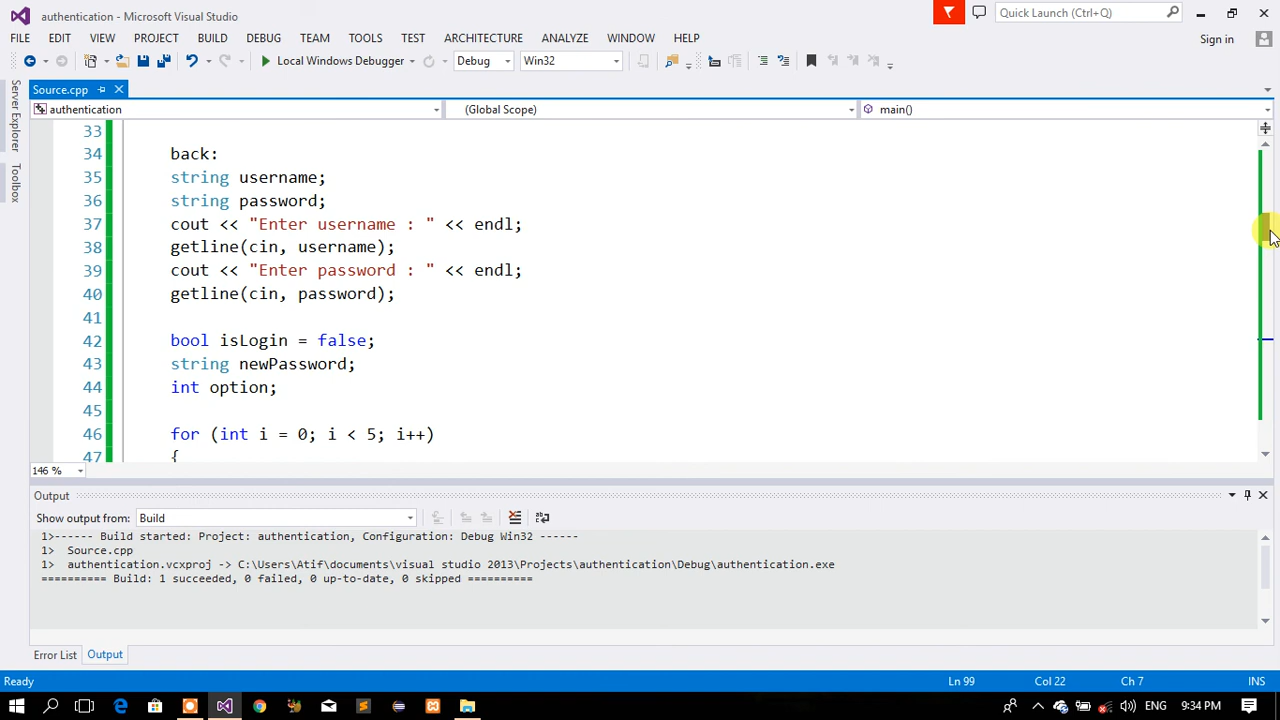 authentication - Microsoft Visual Studio
Quick Launch (Ctrl+Q)
FILE EDIT VIEW PROJECT BUILD DEBUG TEAM TOOLS TEST ARCHITECTURE ANALYZE WINDOW HELP
Sign in
Local Windows Debugger Debug Win32
Server Explorer
Toolbox
Source.cpp
authentication (Global Scope) main()
33
34 back:
35 string username;
36 string password;
37 cout << "Enter username : " << endl;
38 getline(cin, username);
39 cout << "Enter password : " << endl;
40 getline(cin, password);
41
42 bool isLogin = false;
43 string newPassword;
44 int option;
45
46 for (int i = 0; i < 5; i++)
47 {
146 %
Output
Show output from: Build
1>------ Build started: Project: authentication, Configuration: Debug Win32 ------
1> Source.cpp
1> authentication.vcxproj -> C:\Users\Atif\documents\visual studio 2013\Projects\authentication\Debug\authentication.exe
========== Build: 1 succeeded, 0 failed, 0 up-to-date, 0 skipped ==========
Error List Output
Ready Ln 99 Col 22 Ch 7 INS
9:34 PM